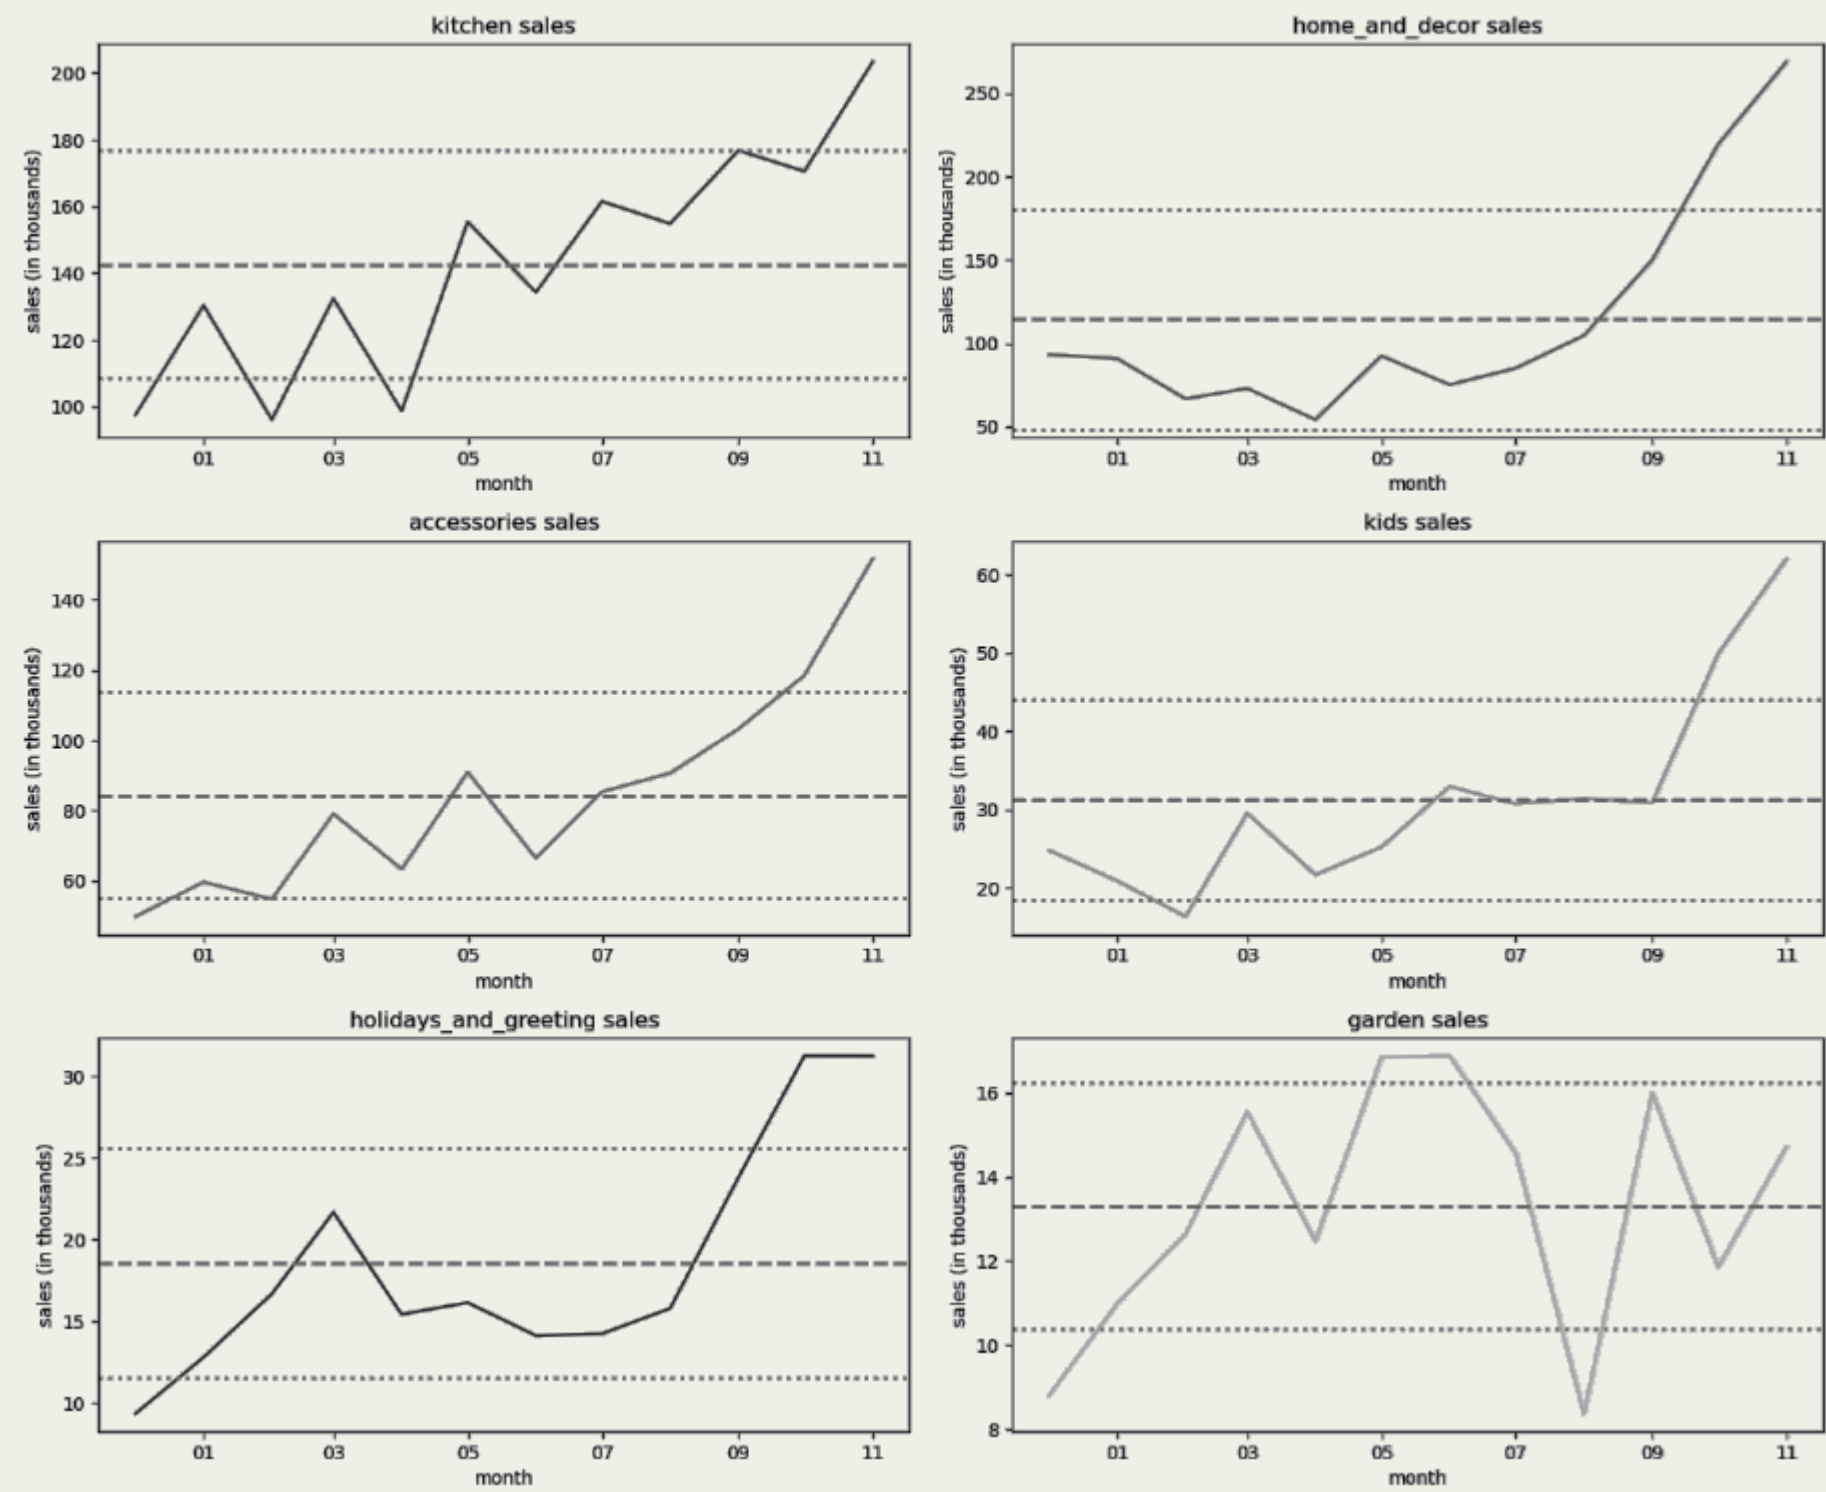 kitchen sales
200
180
160
140
120
100
sales (in thousands)
01 03 05 07 09 11
month
home_and_decor sales
250
200
150
100
50
sales (in thousands)
01 03 05 07 09 11
month
accessories sales
140
120
100
80
60
sales (in thousands)
01 03 05 07 09 11
month
kids sales
60
50
40
30
20
sales (in thousands)
01 03 05 07 09 11
month
holidays_and_greeting sales
30
25
20
15
10
sales (in thousands)
01 03 05 07 09 11
month
garden sales
16
14
12
10
8
sales (in thousands)
01 03 05 07 09 11
month